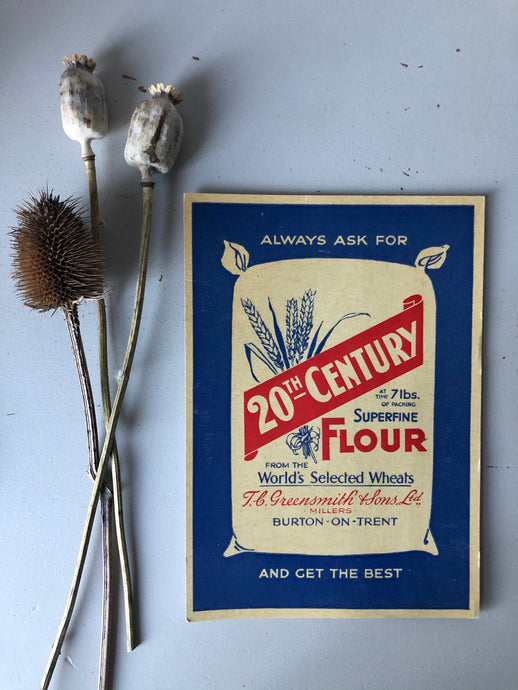 ALWAYS ASK FOR
20TH CENTURY
AT TIME OF PACKING 7lbs.
SUPERFINE
FLOUR
FROM THE
World's Selected Wheats
T.C. Greensmith & Sons, Ltd.
MILLERS
BURTON-ON-TRENT
AND GET THE BEST